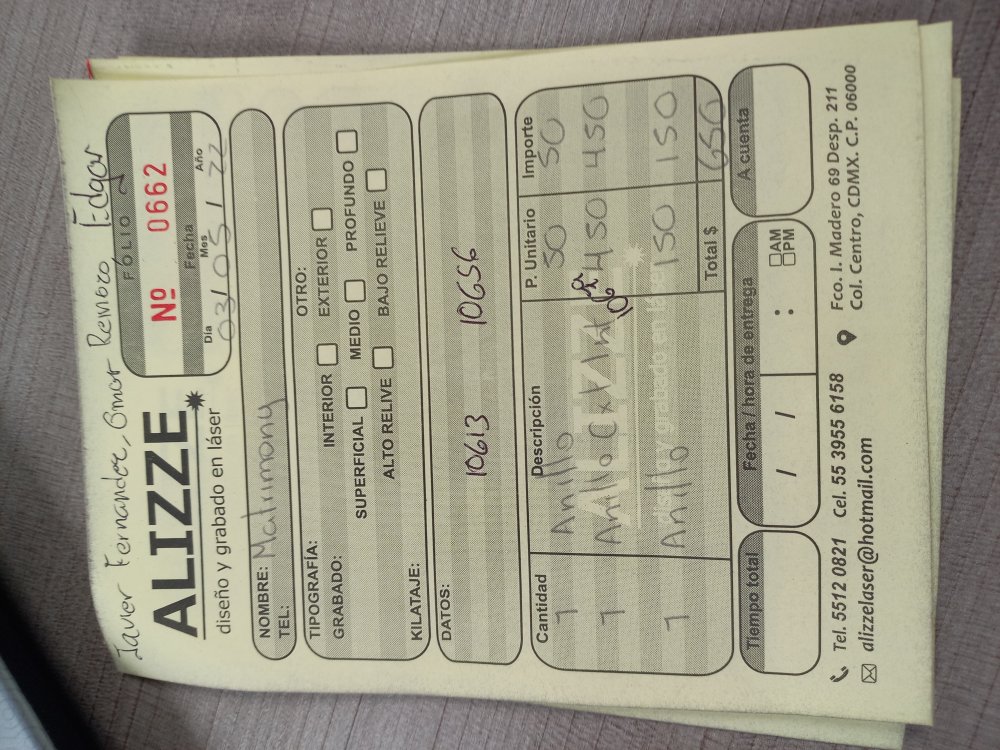 Javier Fernandez, Omar Romero Edgar
ALIZZE
diseño y grabado en láser
FOLIO
Nº 0662
Fecha
Día Mes Año
03/05/22
NOMBRE: Matrimony
TEL:
TIPOGRAFÍA: OTRO:
GRABADO: INTERIOR EXTERIOR
SUPERFICIAL MEDIO PROFUNDO
ALTO RELIVE BAJO RELIEVE
KILATAJE:
DATOS:
10613 10656
Cantidad Descripción P. Unitario Importe
1 Anillo 50 50
1 Anillo Ext Int 450 450
1 Anillo 150 150
Total $ 650
Tiempo total Fecha / hora de entrega A cuenta
/ / : AM
PM
Tel. 5512 0821 Cel. 55 3955 6158
alizzelaser@hotmail.com
Fco. I. Madero 69 Desp. 211
Col. Centro, CDMX. C.P. 06000